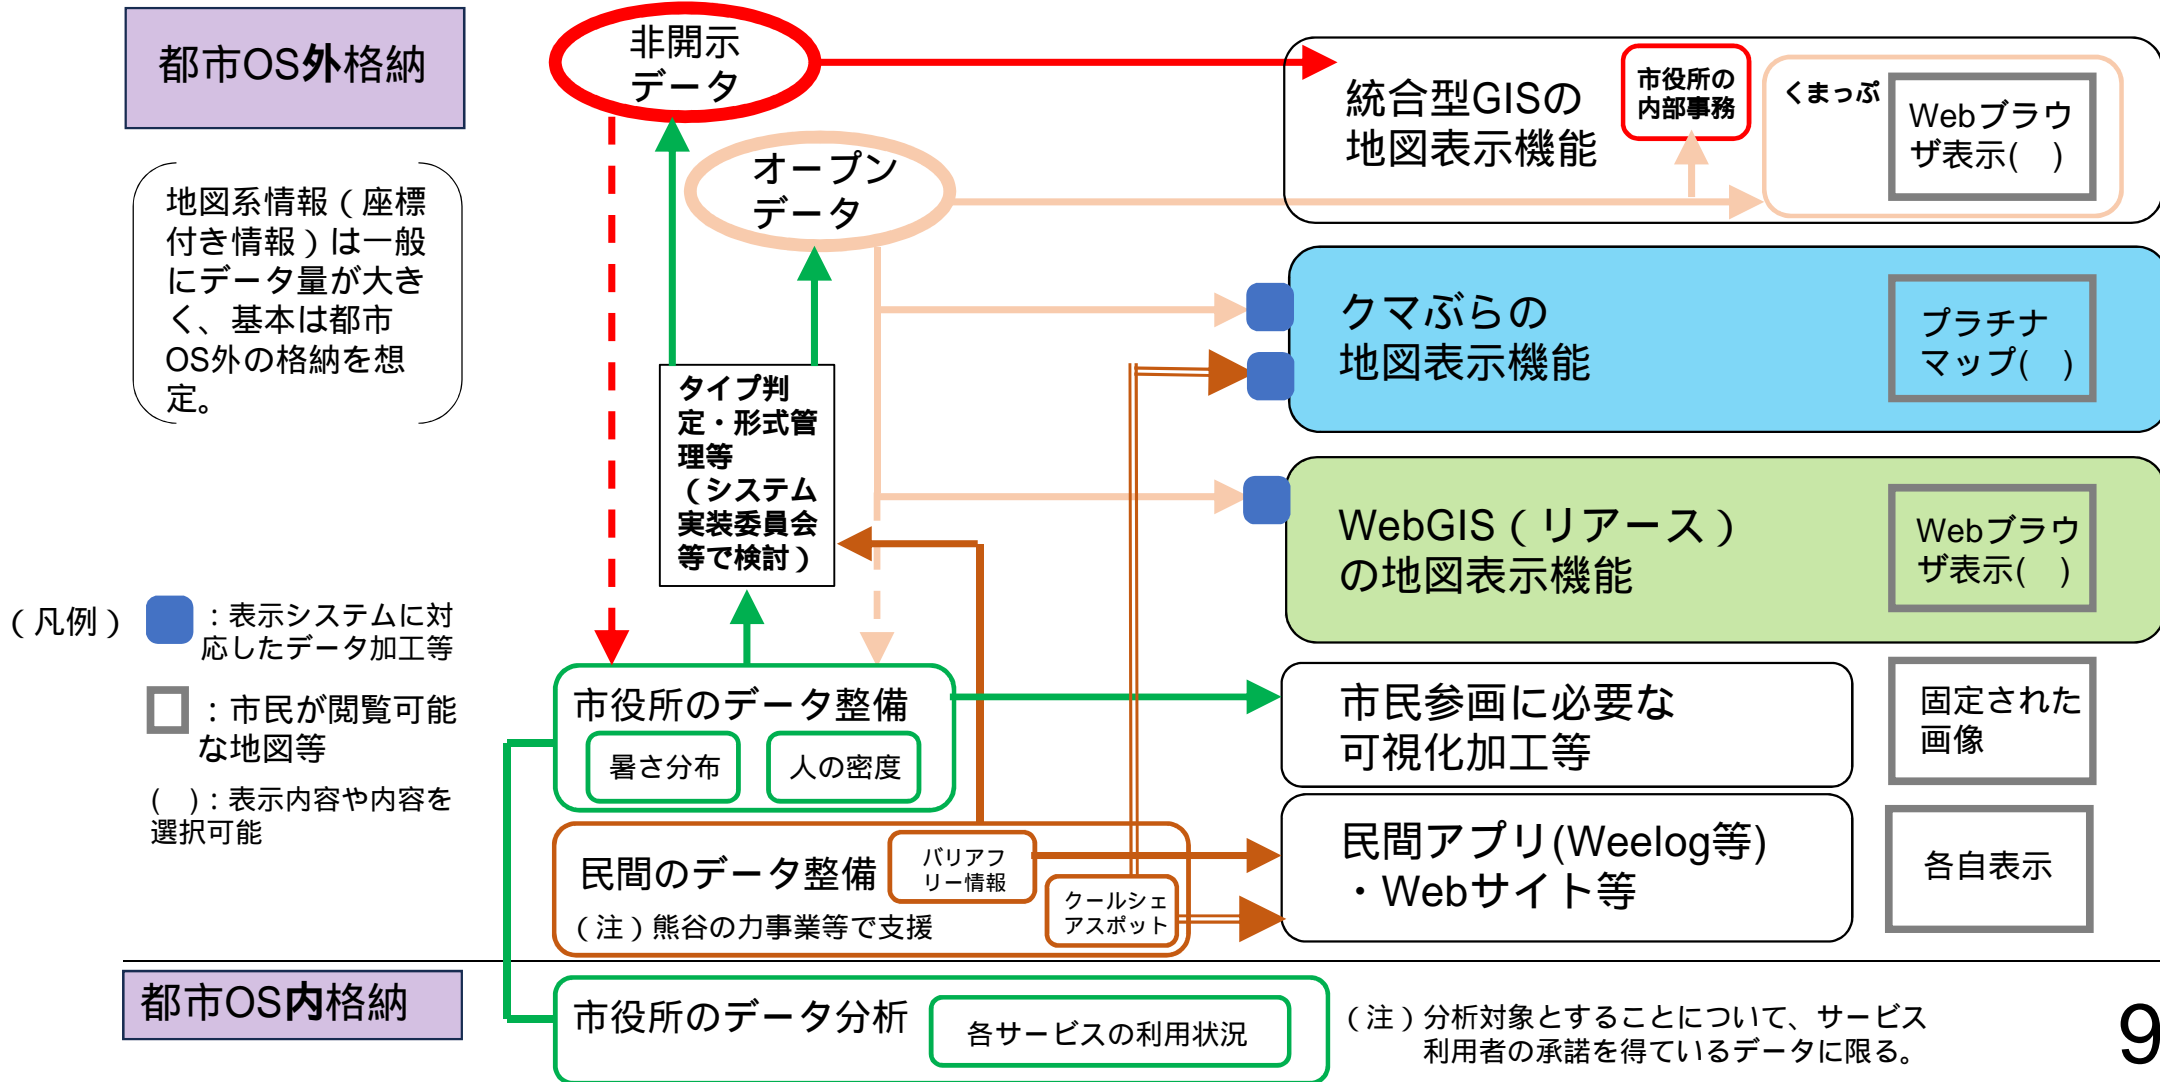 都市OS外格納
地図系情報（座標
付き情報）は一般
にデータ量が大き
く、基本は都市
OS外の格納を想
定。
（凡例）
：表示システムに対
応したデータ加工等
：市民が閲覧可能
な地図等
(　)：表示内容や内容を
選択可能
非開示
データ
オープン
データ
タイプ判
定・形式管
理等
（システム
実装委員会
等で検討）
統合型GISの
地図表示機能
市役所の
内部事務
くまっぷ
Webブラウ
ザ表示(　)
クマぶらの
地図表示機能
プラチナ
マップ(　)
WebGIS（リアース）
の地図表示機能
Webブラウ
ザ表示(　)
市役所のデータ整備
暑さ分布
人の密度
市民参画に必要な
可視化加工等
固定された
画像
民間のデータ整備
（注）熊谷の力事業等で支援
バリアフ
リー情報
クールシェ
アスポット
民間アプリ(Weelog等)
・Webサイト等
各自表示
都市OS内格納
市役所のデータ分析
各サービスの利用状況
（注）分析対象とすることについて、サービス
利用者の承諾を得ているデータに限る。
9